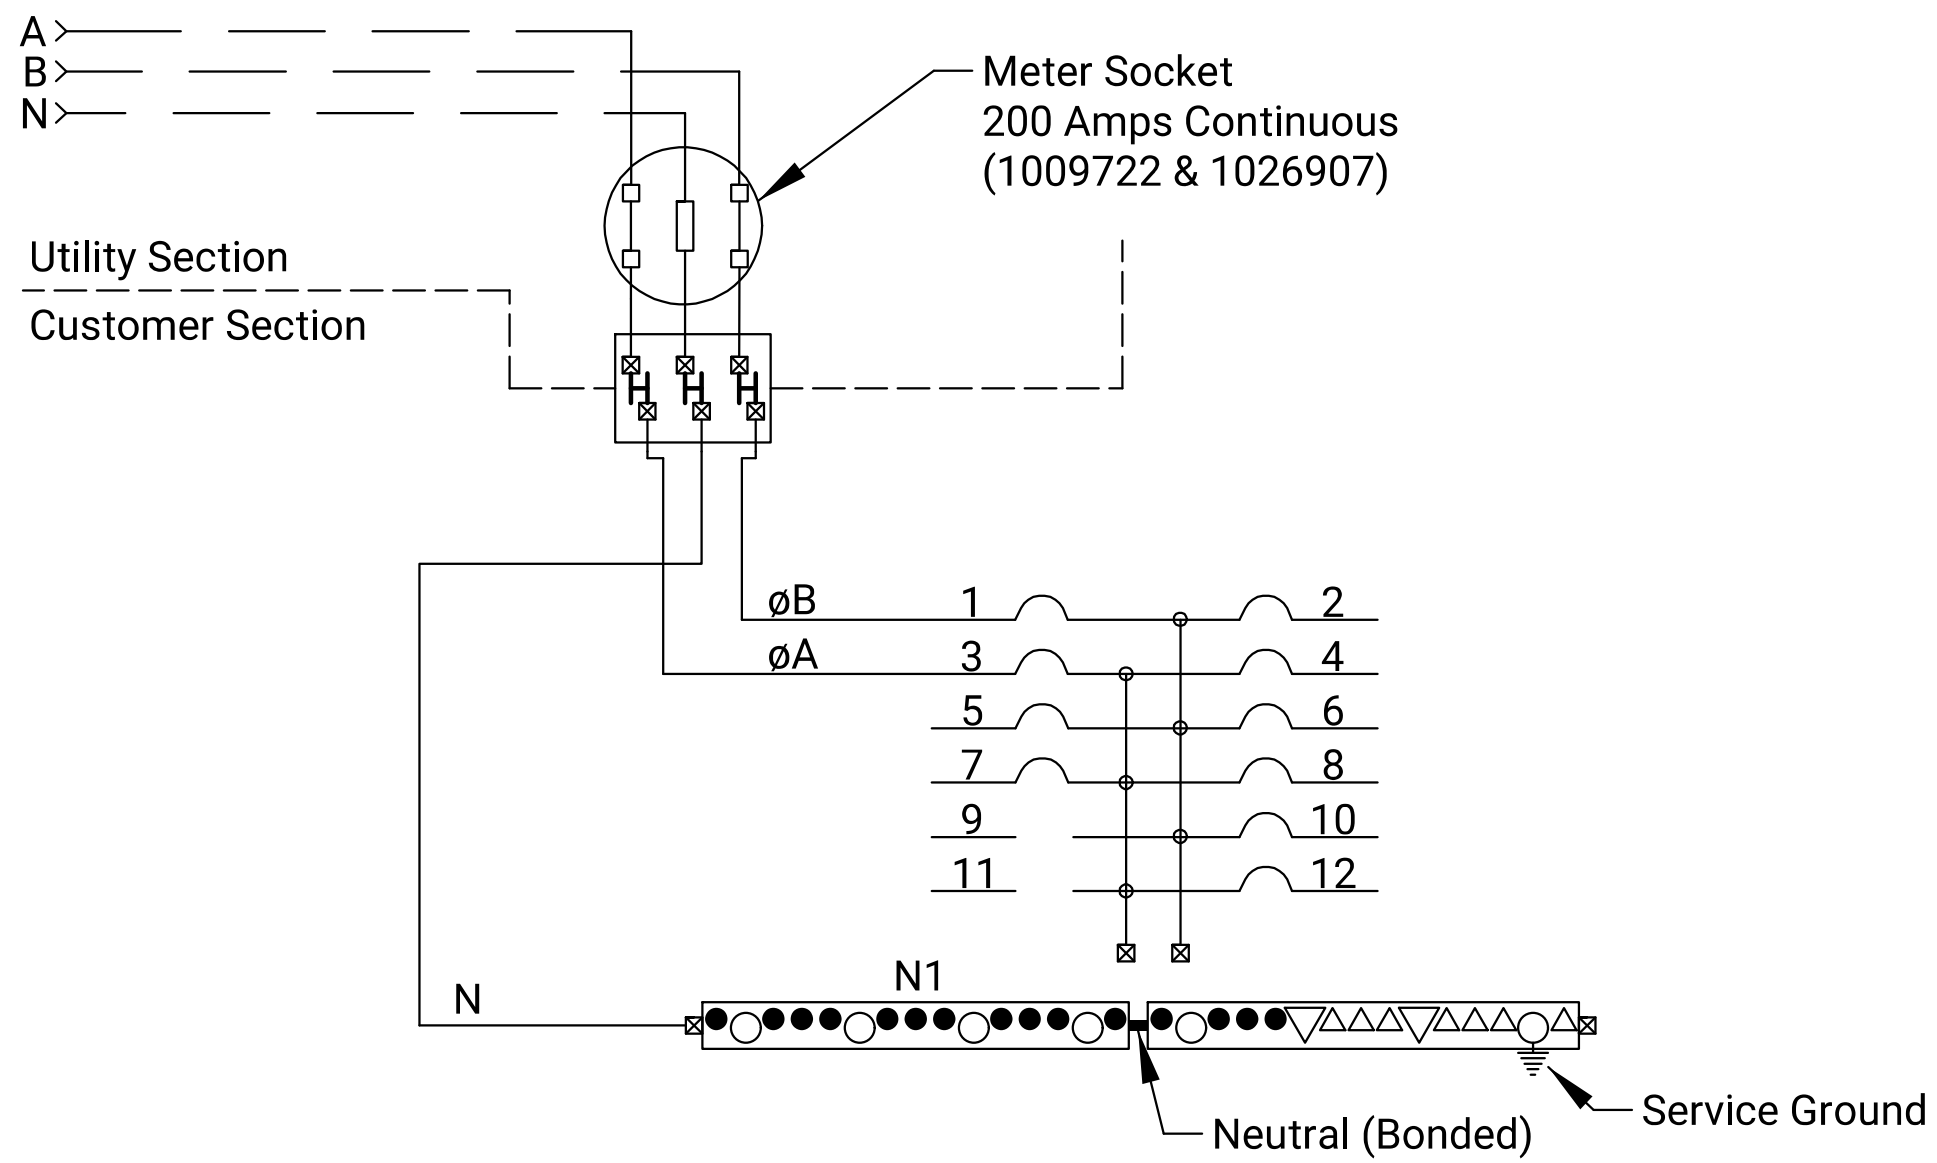 A
B
N
Meter Socket
200 Amps Continuous
(1009722 & 1026907)
Utility Section
Customer Section
øB 1 2
øA 3 4
5 6
7 8
9 10
11 12
N1
N
Neutral (Bonded)
Service Ground